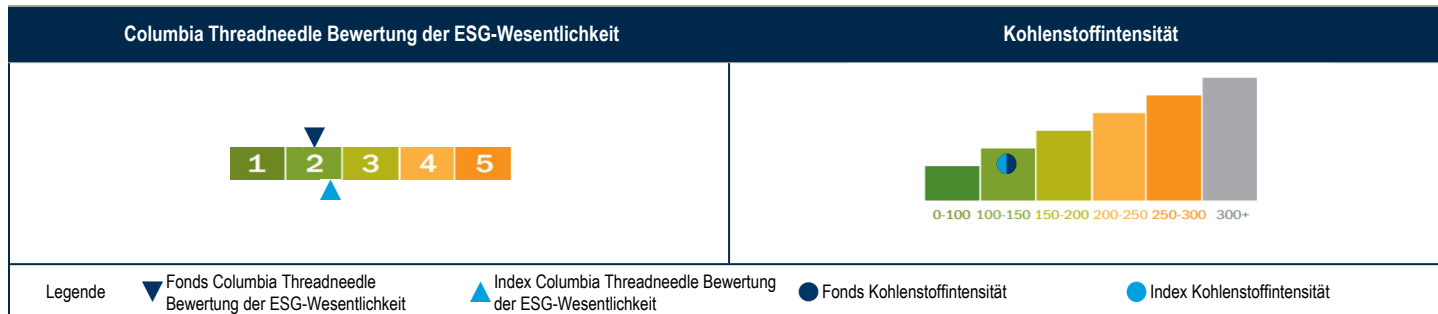 Columbia Threadneedle Bewertung der ESG-Wesentlichkeit
Kohlenstoffintensität
1 2 3 4 5
0-100 100-150 150-200 200-250 250-300 300+
Legende
Fonds Columbia Threadneedle
Bewertung der ESG-Wesentlichkeit
Index Columbia Threadneedle Bewertung
der ESG-Wesentlichkeit
Fonds Kohlenstoffintensität
Index Kohlenstoffintensität